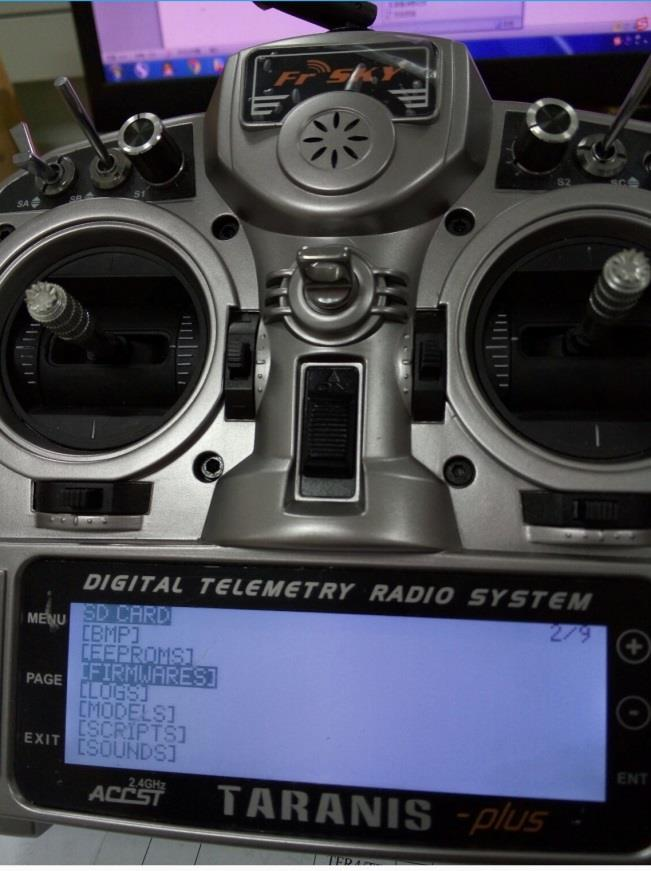 FrSKY
SA
SB
S1
S2
SC
DIGITAL TELEMETRY RADIO SYSTEM
MENU
PAGE
EXIT
SD CARD
2/9
[BMP]
[EEPROMS]
[FIRMWARES]
[LOGS]
[MODELS]
[SCRIPTS]
[SOUNDS]
+
-
ENT
2.4GHz
ACCST
TARANIS -plus